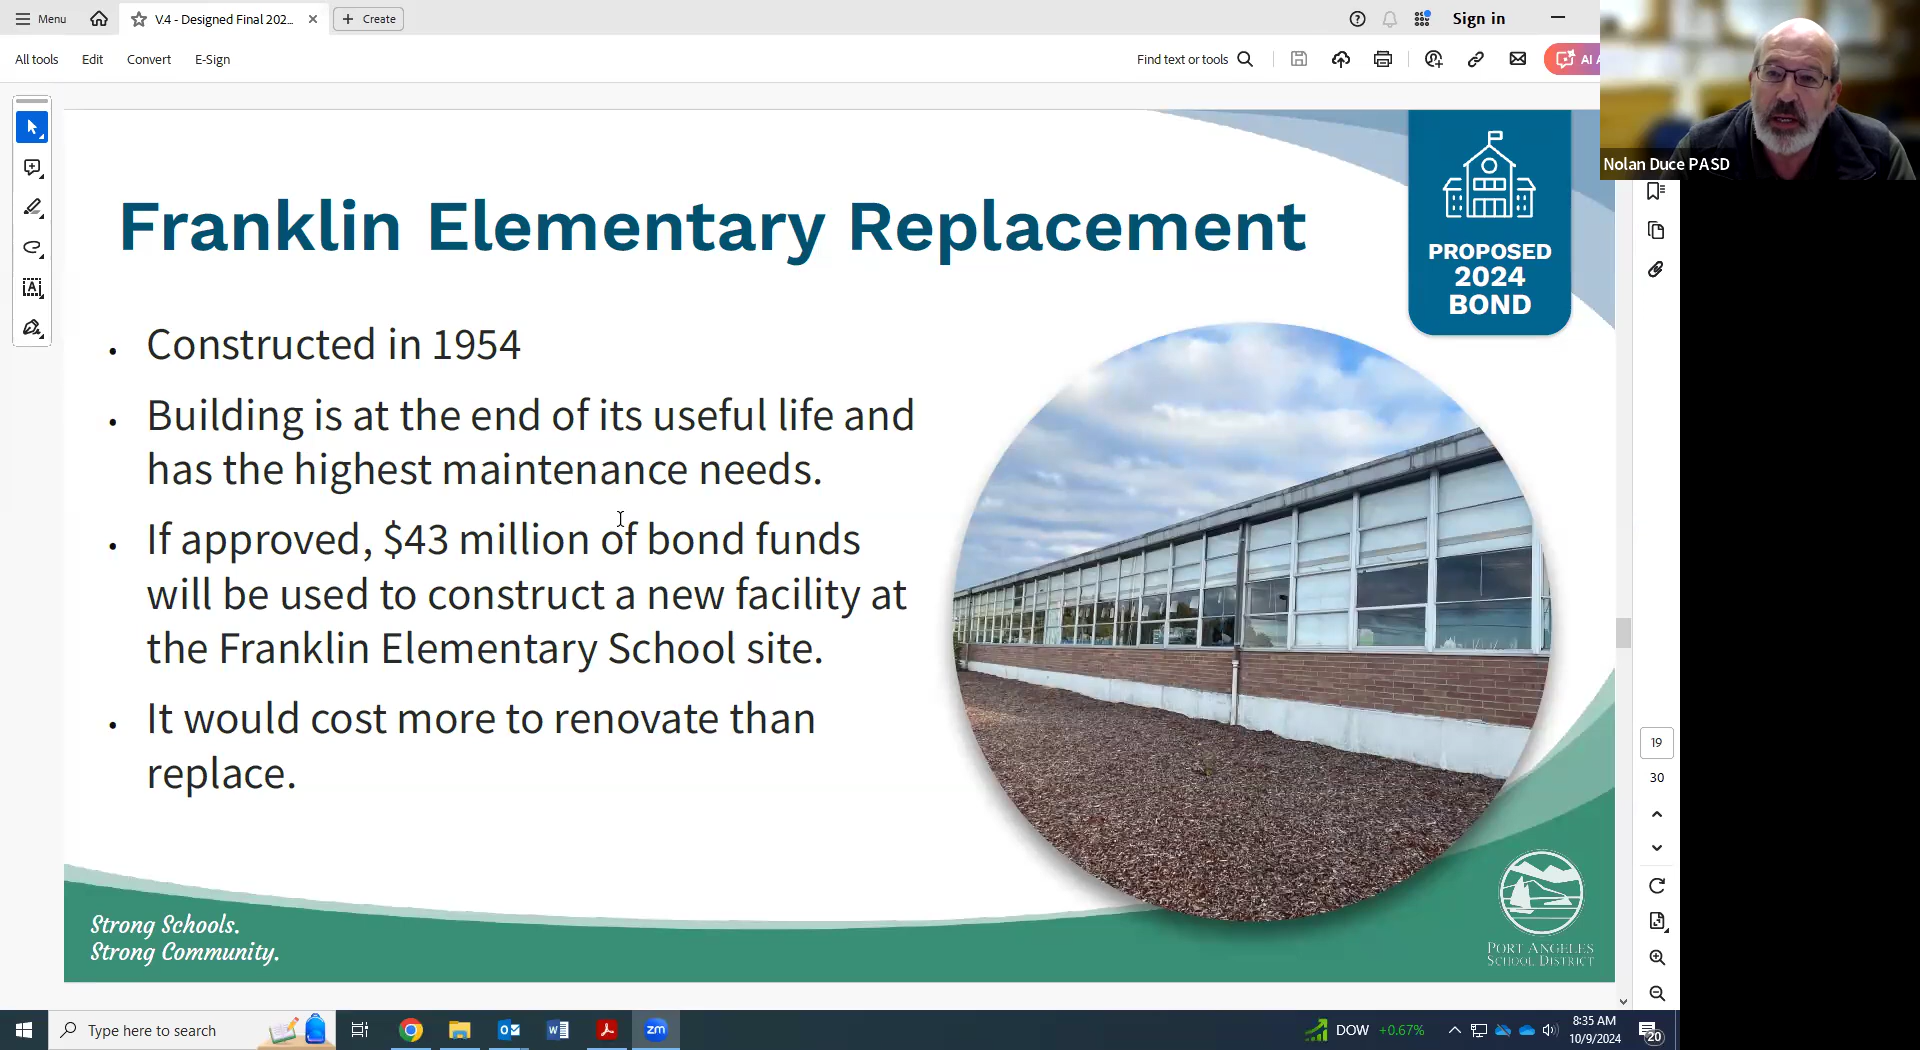 Menu
V.4 - Designed Final 202...
Create
Sign in
All tools
Edit
Convert
E-Sign
Find text or tools
AI
Nolan Duce PASD
Franklin Elementary Replacement
PROPOSED
2024
BOND
• Constructed in 1954
• Building is at the end of its useful life and
has the highest maintenance needs.
• If approved, $43 million of bond funds
will be used to construct a new facility at
the Franklin Elementary School site.
• It would cost more to renovate than
replace.
Strong Schools.
Strong Community.
PORT ANGELES
SCHOOL DISTRICT
19
30
Type here to search
DOW +0.67%
8:35 AM
10/9/2024
20